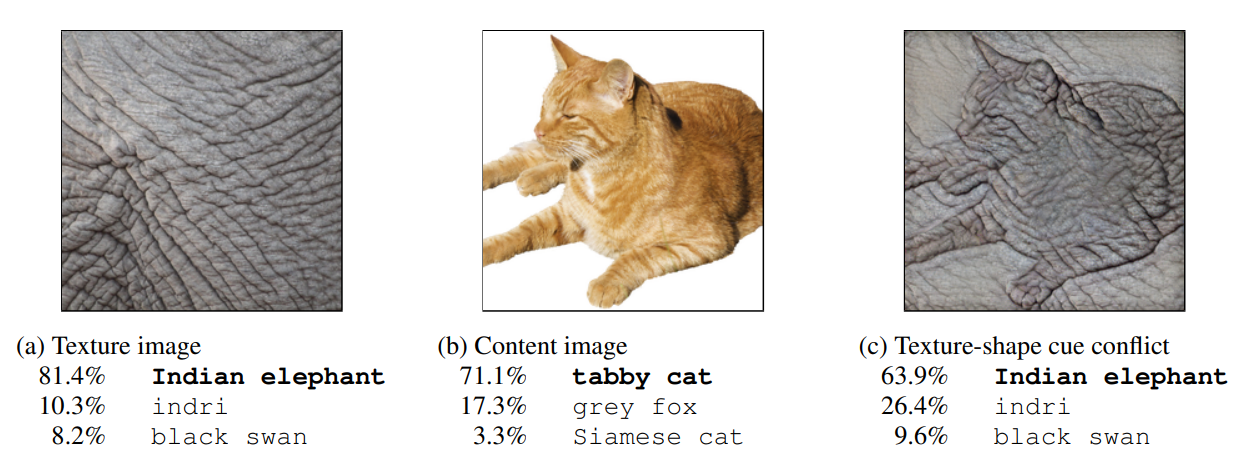 (a) Texture image
81.4% Indian elephant
10.3% indri
8.2% black swan
(b) Content image
71.1% tabby cat
17.3% grey fox
3.3% Siamese cat
(c) Texture-shape cue conflict
63.9% Indian elephant
26.4% indri
9.6% black swan